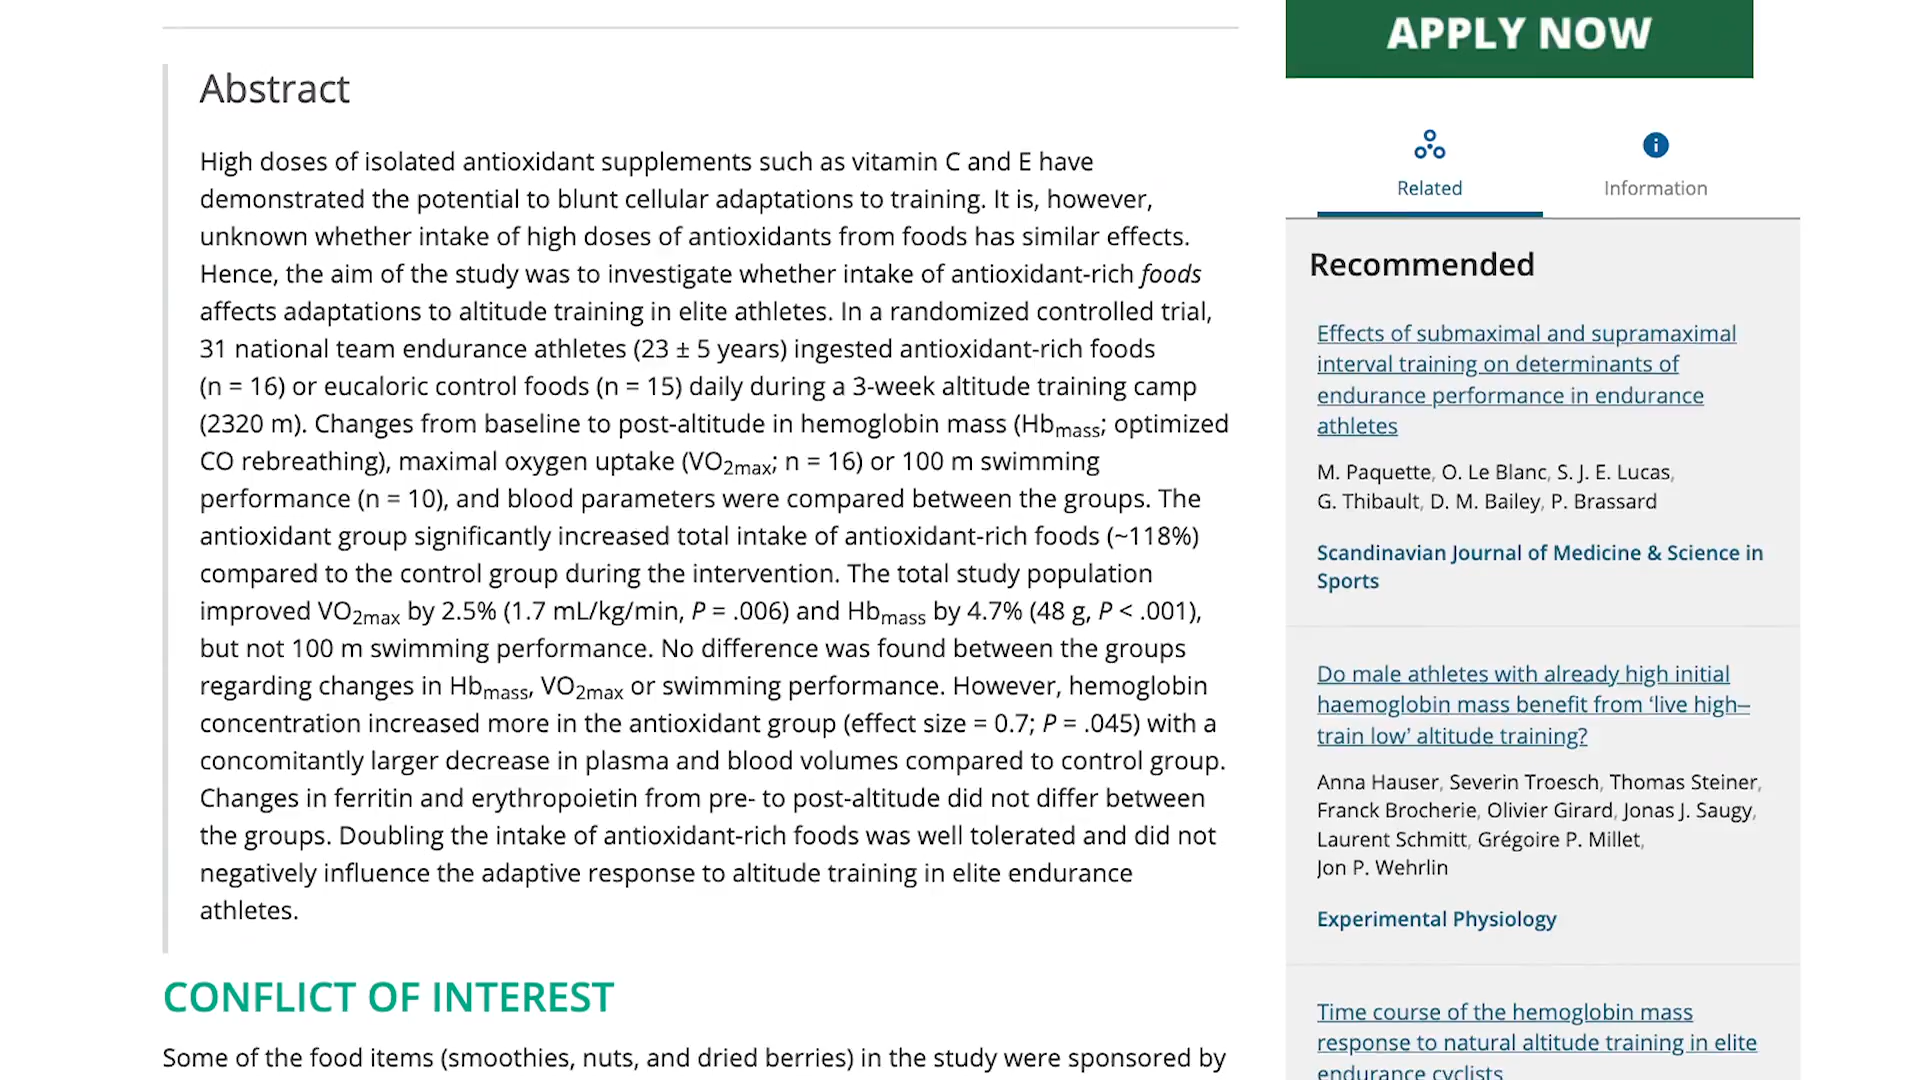 APPLY NOW
Abstract
High doses of isolated antioxidant supplements such as vitamin C and E have
demonstrated the potential to blunt cellular adaptations to training. It is, however,
unknown whether intake of high doses of antioxidants from foods has similar effects.
Hence, the aim of the study was to investigate whether intake of antioxidant-rich foods
affects adaptations to altitude training in elite athletes. In a randomized controlled trial,
31 national team endurance athletes (23 ± 5 years) ingested antioxidant-rich foods
(n = 16) or eucaloric control foods (n = 15) daily during a 3-week altitude training camp
(2320 m). Changes from baseline to post-altitude in hemoglobin mass (Hbmass; optimized
CO rebreathing), maximal oxygen uptake (VO2max; n = 16) or 100 m swimming
performance (n = 10), and blood parameters were compared between the groups. The
antioxidant group significantly increased total intake of antioxidant-rich foods (~118%)
compared to the control group during the intervention. The total study population
improved VO2max by 2.5% (1.7 mL/kg/min, P = .006) and Hbmass by 4.7% (48 g, P < .001),
but not 100 m swimming performance. No difference was found between the groups
regarding changes in Hbmass, VO2max or swimming performance. However, hemoglobin
concentration increased more in the antioxidant group (effect size = 0.7; P = .045) with a
concomitantly larger decrease in plasma and blood volumes compared to control group.
Changes in ferritin and erythropoietin from pre- to post-altitude did not differ between
the groups. Doubling the intake of antioxidant-rich foods was well tolerated and did not
negatively influence the adaptive response to altitude training in elite endurance
athletes.
CONFLICT OF INTEREST
Some of the food items (smoothies, nuts, and dried berries) in the study were sponsored by
Related
Information
Recommended
Effects of submaximal and supramaximal
interval training on determinants of
endurance performance in endurance
athletes
M. Paquette, O. Le Blanc, S. J. E. Lucas,
G. Thibault, D. M. Bailey, P. Brassard
Scandinavian Journal of Medicine & Science in
Sports
Do male athletes with already high initial
haemoglobin mass benefit from ‘live high–
train low’ altitude training?
Anna Hauser, Severin Troesch, Thomas Steiner,
Franck Brocherie, Olivier Girard, Jonas J. Saugy,
Laurent Schmitt, Grégoire P. Millet,
Jon P. Wehrlin
Experimental Physiology
Time course of the hemoglobin mass
response to natural altitude training in elite
endurance cyclists